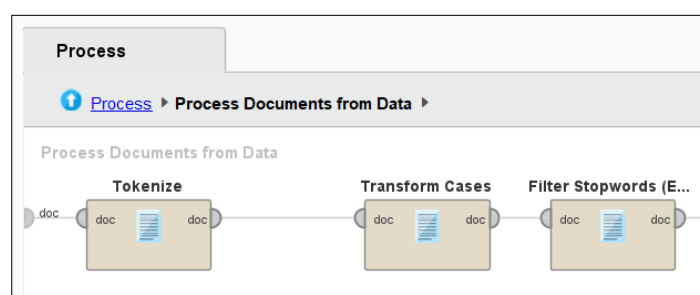 Process
Process Process Documents from Data
Process Documents from Data
Tokenize Transform Cases Filter Stopwords (E...
doc doc doc doc doc doc doc